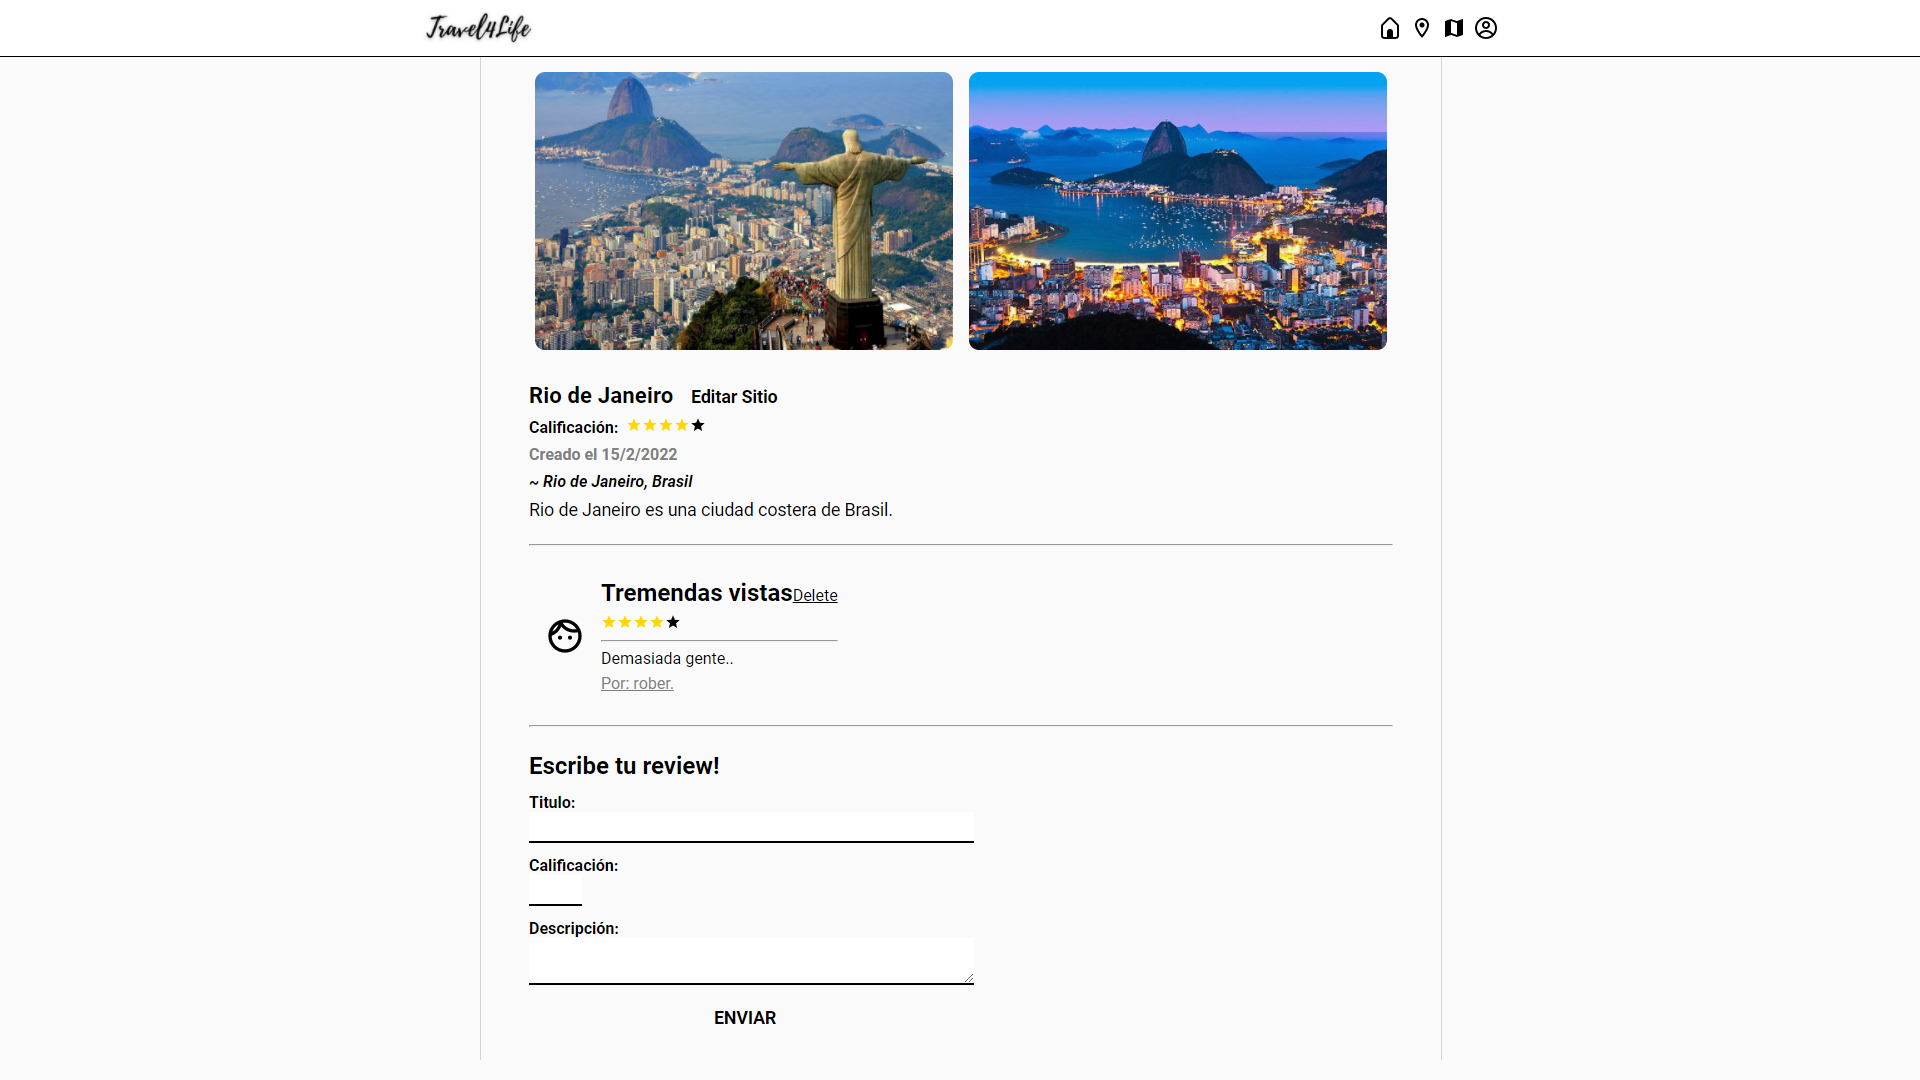 Travel4Life
Rio de Janeiro Editar Sitio
Calificación:
Creado el 15/2/2022
~ Rio de Janeiro, Brasil
Rio de Janeiro es una ciudad costera de Brasil.
Tremendas vistasDelete
Demasiada gente..
Por: rober.
Escribe tu review!
Titulo:
Calificación:
Descripción:
ENVIAR